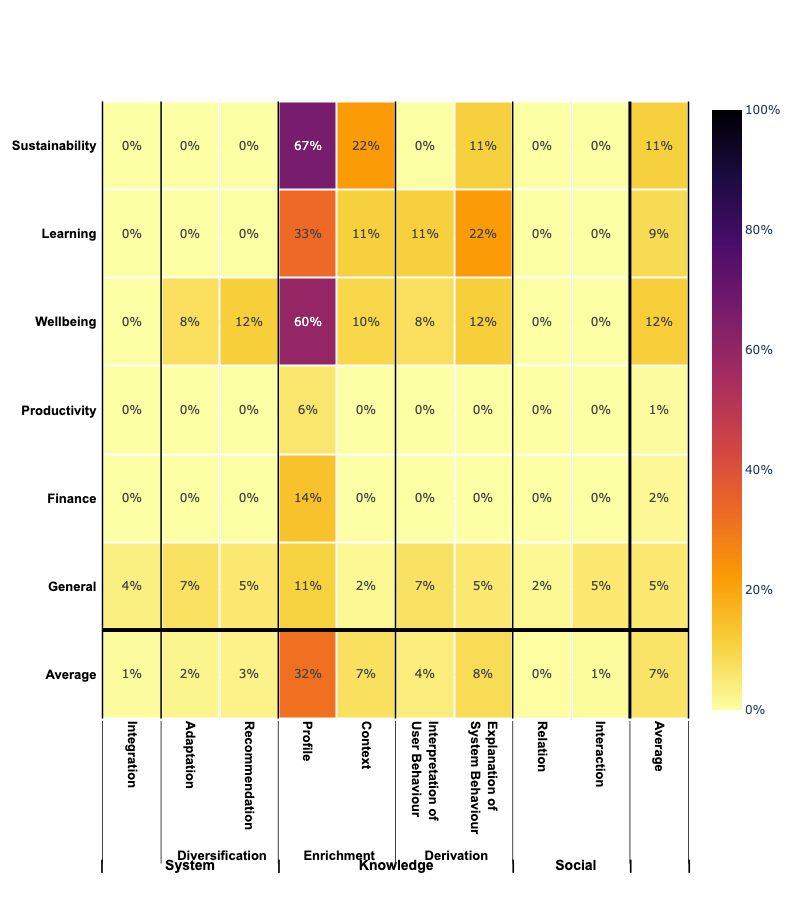 100%
Sustainability 0% 0% 0% 67% 22% 0% 11% 0% 0% 11%
80%
Learning 0% 0% 0% 33% 11% 11% 22% 0% 0% 9%
Wellbeing 0% 8% 12% 60% 10% 8% 12% 0% 0% 12%
60%
Productivity 0% 0% 0% 6% 0% 0% 0% 0% 0% 1%
40%
Finance 0% 0% 0% 14% 0% 0% 0% 0% 0% 2%
General 4% 7% 5% 11% 2% 7% 5% 2% 5% 5%
20%
Average 1% 2% 3% 32% 7% 4% 8% 0% 1% 7%
0%
Integration
Adaptation
Recommendation
Profile
Context
Interpretation of
User Behaviour
Explanation of
System Behaviour
Relation
Interaction
Average
Diversification Enrichment Derivation
System Knowledge Social